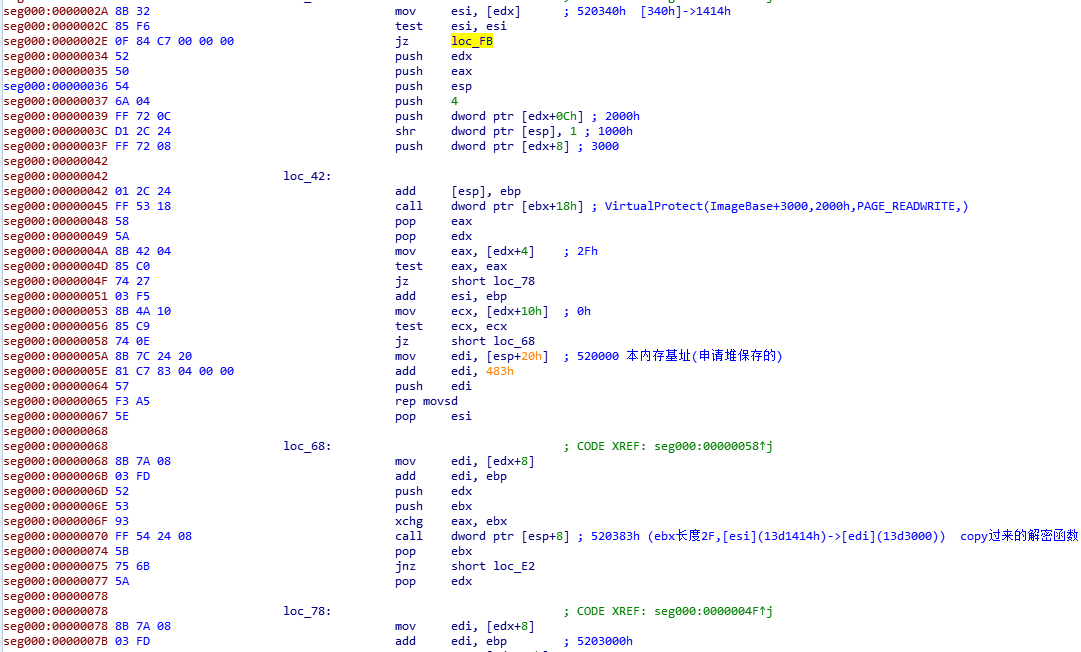 seg000:0000002A 8B 32 mov esi, [edx] ; 520340h [340h]->1414h
seg000:0000002C 85 F6 test esi, esi
seg000:0000002E 0F 84 C7 00 00 00 jz loc_FB
seg000:00000034 52 push edx
seg000:00000035 50 push eax
seg000:00000036 54 push esp
seg000:00000037 6A 04 push 4
seg000:00000039 FF 72 0C push dword ptr [edx+0Ch] ; 2000h
seg000:0000003C D1 2C 24 shr dword ptr [esp], 1 ; 1000h
seg000:0000003F FF 72 08 push dword ptr [edx+8] ; 3000
seg000:00000042
seg000:00000042 loc_42:
seg000:00000042 01 2C 24 add [esp], ebp
seg000:00000045 FF 53 18 call dword ptr [ebx+18h] ; VirtualProtect(ImageBase+3000,2000h,PAGE_READWRITE,)
seg000:00000048 58 pop eax
seg000:00000049 5A pop edx
seg000:0000004A 8B 42 04 mov eax, [edx+4] ; 2Fh
seg000:0000004D 85 C0 test eax, eax
seg000:0000004F 74 27 jz short loc_78
seg000:00000051 03 F5 add esi, ebp
seg000:00000053 8B 4A 10 mov ecx, [edx+10h] ; 0h
seg000:00000056 85 C9 test ecx, ecx
seg000:00000058 74 0E jz short loc_68
seg000:0000005A 8B 7C 24 20 mov edi, [esp+20h] ; 520000 本内存基址(申请堆保存的)
seg000:0000005E 81 C7 83 04 00 00 add edi, 483h
seg000:00000064 57 push edi
seg000:00000065 F3 A5 rep movsd
seg000:00000067 5E pop esi
seg000:00000068
seg000:00000068 loc_68: ; CODE XREF: seg000:00000058↑j
seg000:00000068 8B 7A 08 mov edi, [edx+8]
seg000:0000006B 03 FD add edi, ebp
seg000:0000006D 52 push edx
seg000:0000006E 53 push ebx
seg000:0000006F 93 xchg eax, ebx
seg000:00000070 FF 54 24 08 call dword ptr [esp+8] ; 520383h (ebx长度2F,[esi](13d1414h)->[edi](13d3000)) copy过来的解密函数
seg000:00000074 5B pop ebx
seg000:00000075 75 6B jnz short loc_E2
seg000:00000077 5A pop edx
seg000:00000078
seg000:00000078 loc_78: ; CODE XREF: seg000:0000004F↑j
seg000:00000078 8B 7A 08 mov edi, [edx+8]
seg000:0000007B 03 FD add edi, ebp ; 5203000h